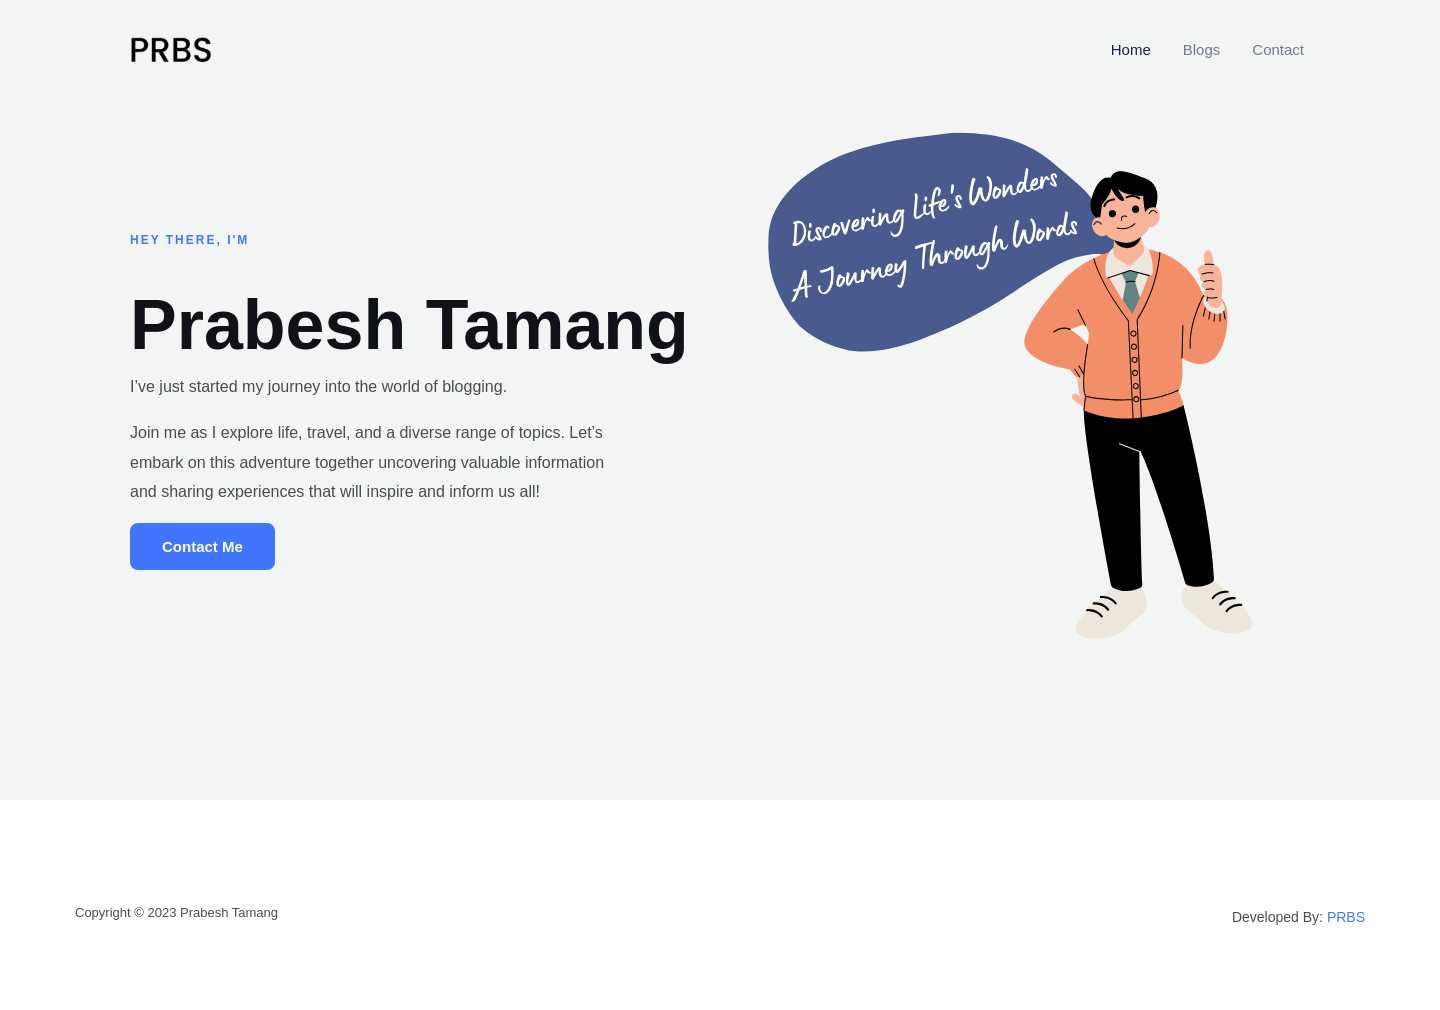 PRBS
Home
Blogs
Contact
Discovering Life's Wonders
A Journey Through Words
HEY THERE, I'M
Prabesh Tamang
I’ve just started my journey into the world of blogging.
Join me as I explore life, travel, and a diverse range of topics. Let’s
embark on this adventure together uncovering valuable information
and sharing experiences that will inspire and inform us all!
Contact Me
Copyright © 2023 Prabesh Tamang
Developed By: PRBS